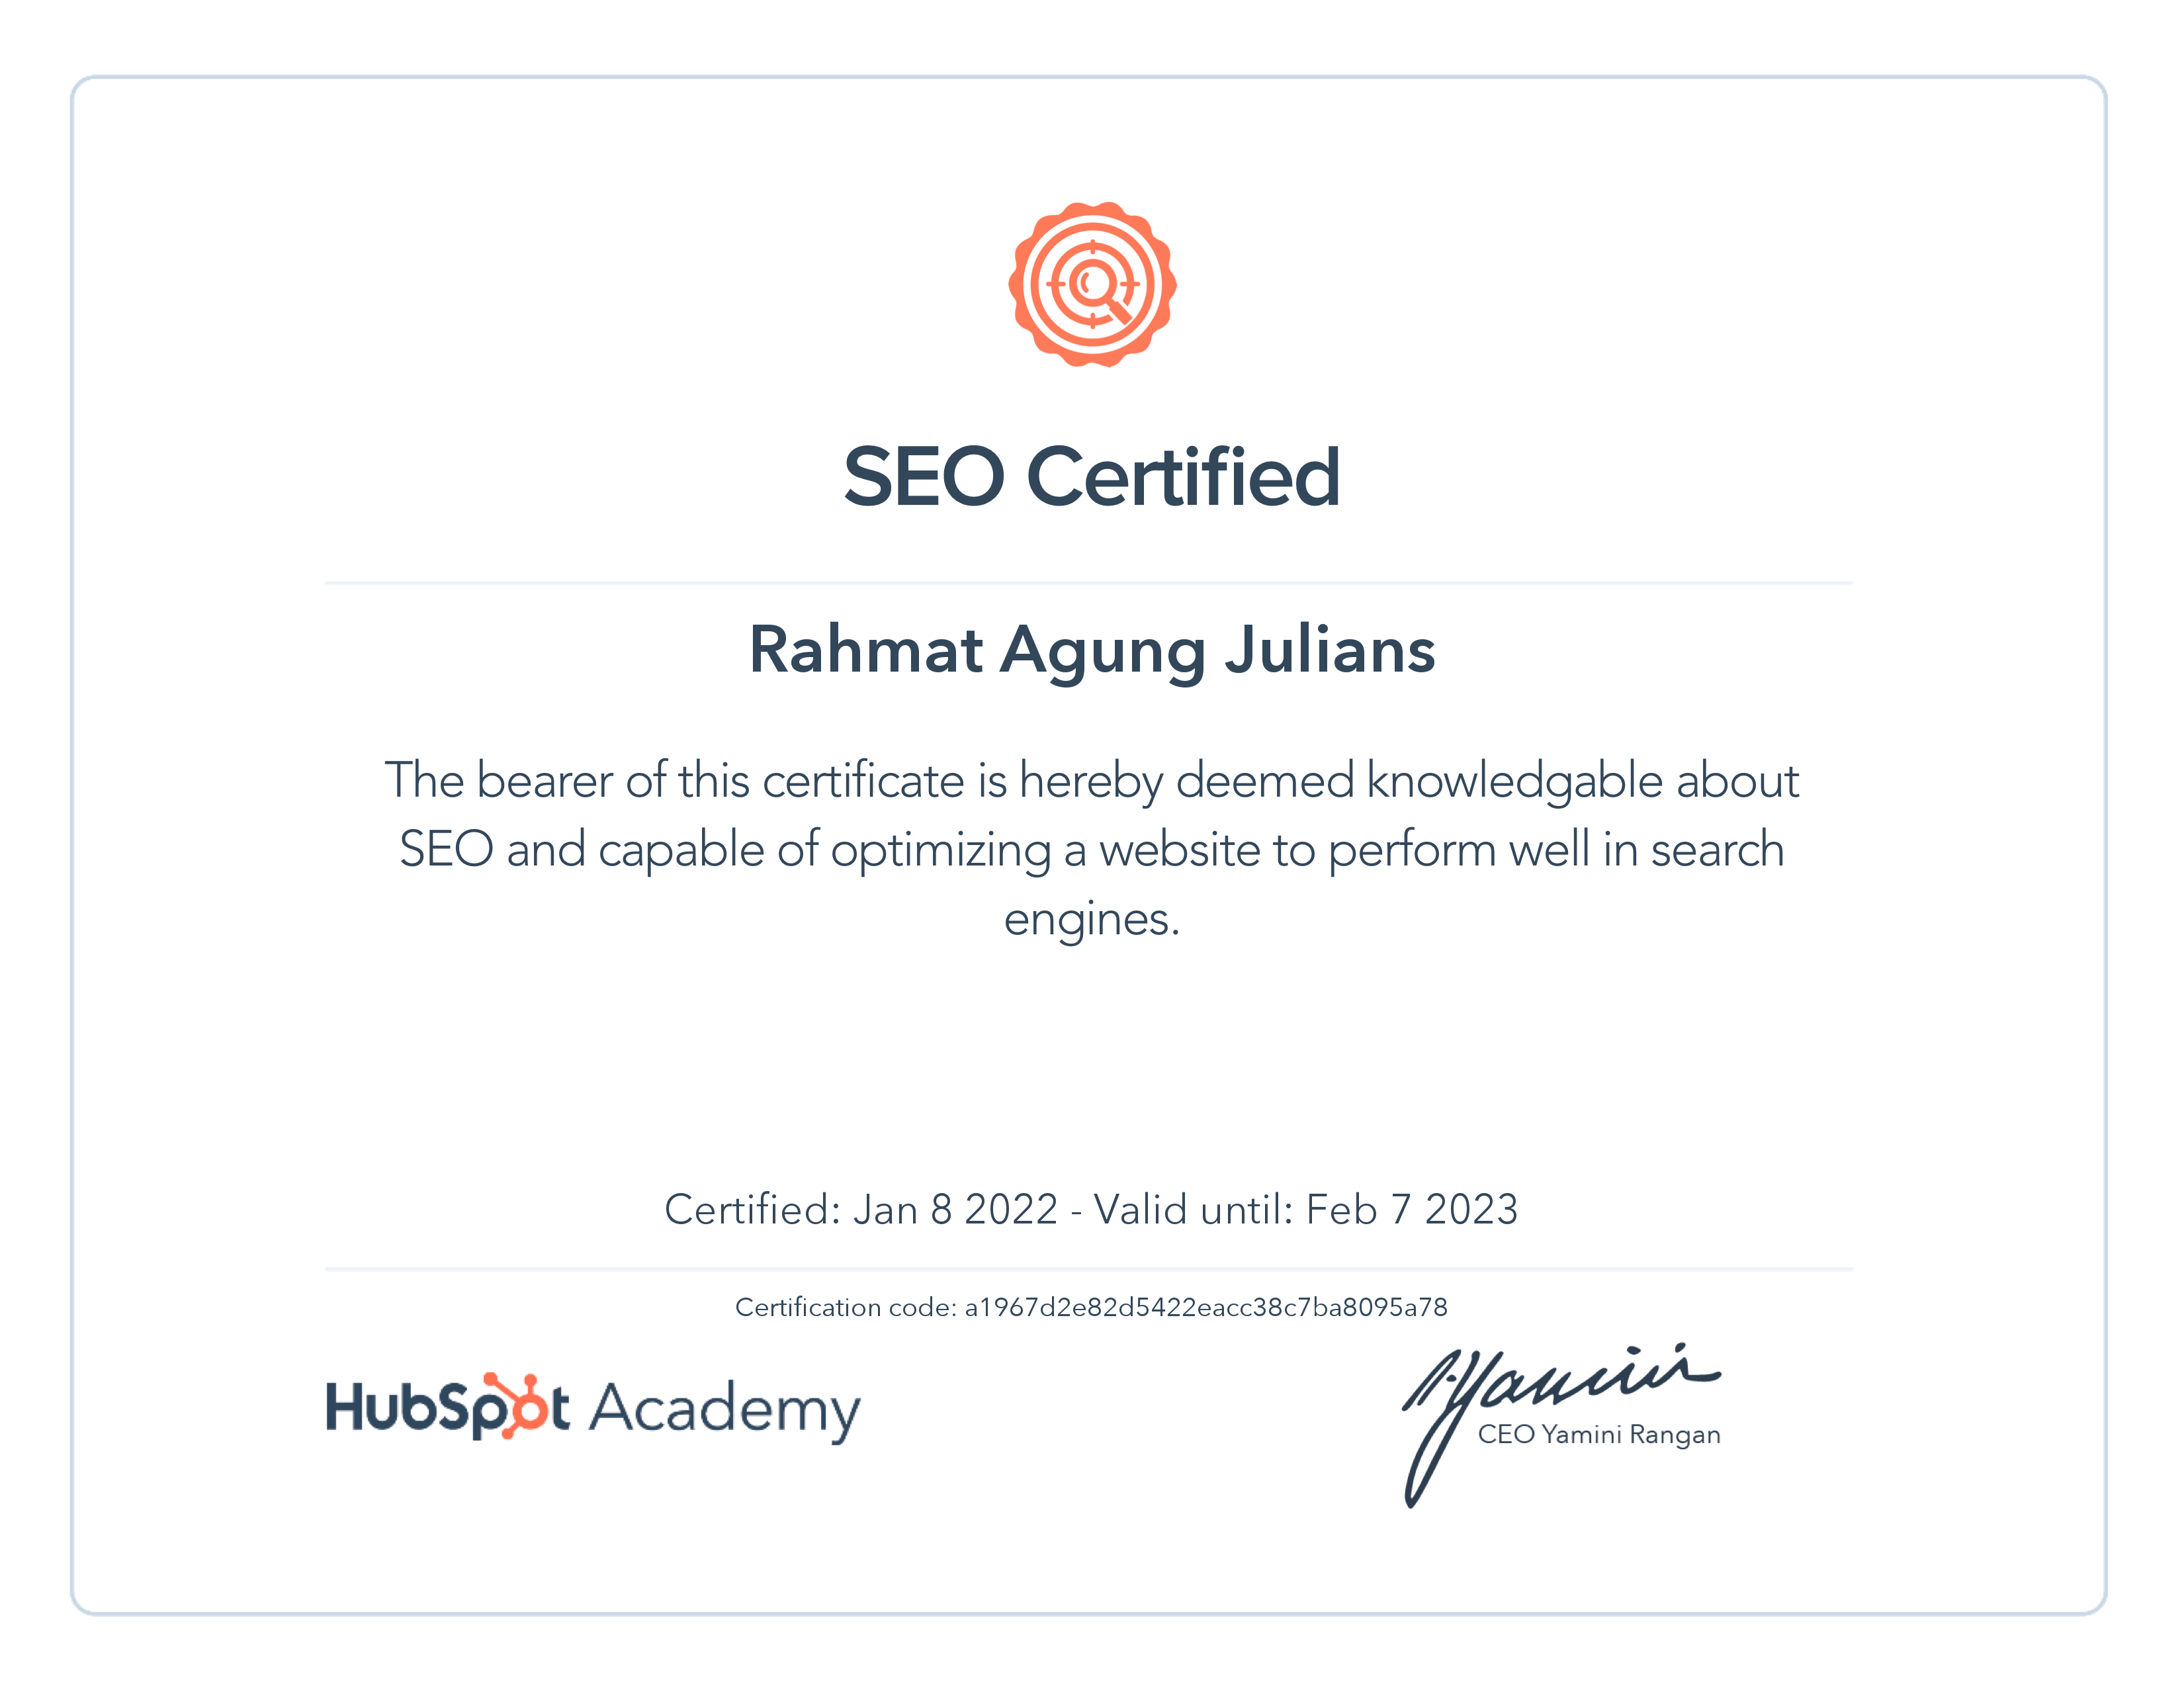 SEO Certified
Rahmat Agung Julians
The bearer of this certificate is hereby deemed knowledgable about
SEO and capable of optimizing a website to perform well in search
engines.
Certified: Jan 8 2022 - Valid until: Feb 7 2023
Certification code: a1967d2e82d5422eacc38c7ba8095a78
HubSpot Academy
Yamini
CEO Yamini Rangan